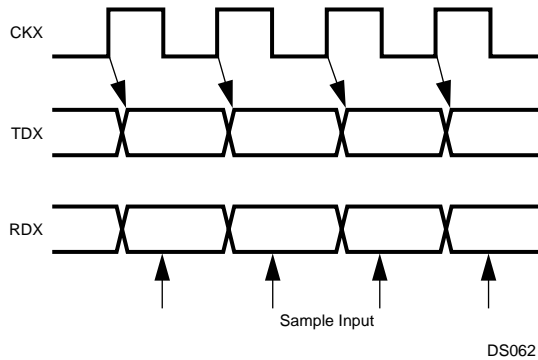 CKX
TDX
RDX
Sample Input
DS062